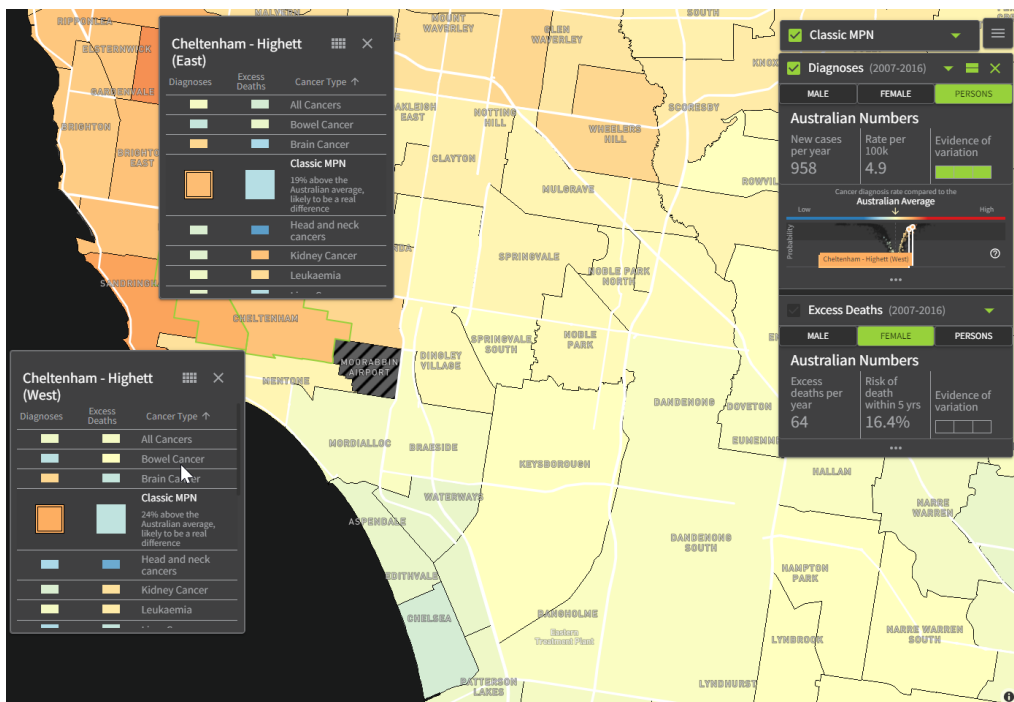 RIPPONLEA
MALVERN
MOUNT
WAVERLEY
SOUTH
ELSTERNWICK
GLEN
WAVERLEY
GARDENVALE
OAKLEIGH
EAST
NOTTING
HILL
SCORESBY
BRIGHTON
WHEELERS
HILL
BRIGHTON
EAST
CLAYTON
MULGRAVE
ROWVILLE
SPRINGVALE
NOBLE PARK
NORTH
SANDRINGHAM
CHELTENHAM
SPRINGVALE
SOUTH
NOBLE
PARK
MOORABBIN
AIRPORT
DINGLEY
VILLAGE
MENTONE
DANDENONG
DOVETON
EUMEMM
MORDIALLOC
BRAESIDE
KEYSBOROUGH
HALLAM
WATERWAYS
NARRE
WARREN
ASPENDALE
DANDENONG
SOUTH
EDITHVALE
HAMPTON
PARK
CHELSEA
BANGHOLME
Eastern
Treatment Plant
LYNBROOK
NARRE WARREN
SOUTH
PATTERSON
LAKES
LYNDHURST
Cheltenham - Highett
(East)
Diagnoses Excess Deaths Cancer Type ↑
All Cancers
Bowel Cancer
Brain Cancer
Classic MPN
19% above the
Australian average,
likely to be a real
difference
Head and neck
cancers
Kidney Cancer
Leukaemia
Cheltenham - Highett
(West)
Diagnoses Excess Deaths Cancer Type ↑
All Cancers
Bowel Cancer
Brain Cancer
Classic MPN
24% above the
Australian average,
likely to be a real
difference
Head and neck
cancers
Kidney Cancer
Leukaemia
Classic MPN
Diagnoses (2007-2016)
MALE FEMALE PERSONS
Australian Numbers
New cases per year Rate per 100k Evidence of variation
958 4.9
Cancer diagnosis rate compared to the
Australian Average
Low High
Probability
Cheltenham - Highett (West)
Excess Deaths (2007-2016)
MALE FEMALE PERSONS
Australian Numbers
Excess deaths per year Risk of death within 5 yrs Evidence of variation
64 16.4%